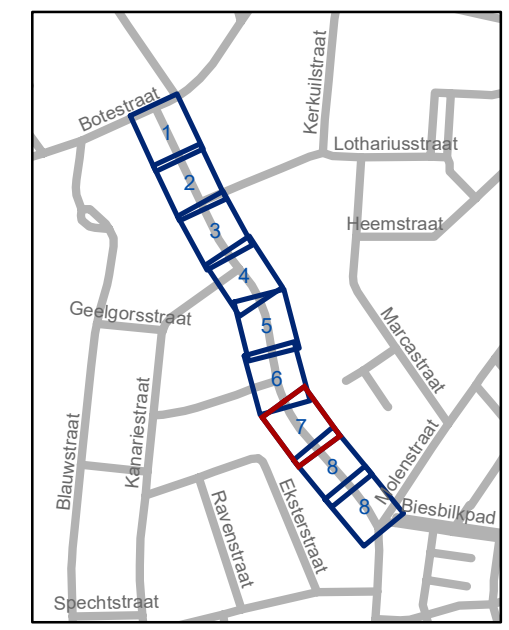 Botestraat
Kerkuilstraat
1
Lothariusstraat
2
Heemstraat
3
4
Geelgorsstraat
5
Marcastraat
6
Kanariestraat
7
Blauwstraat
8
Molenstraat
8
Biesbilkpad
Eksterstraat
Ravenstraat
Spechtstraat